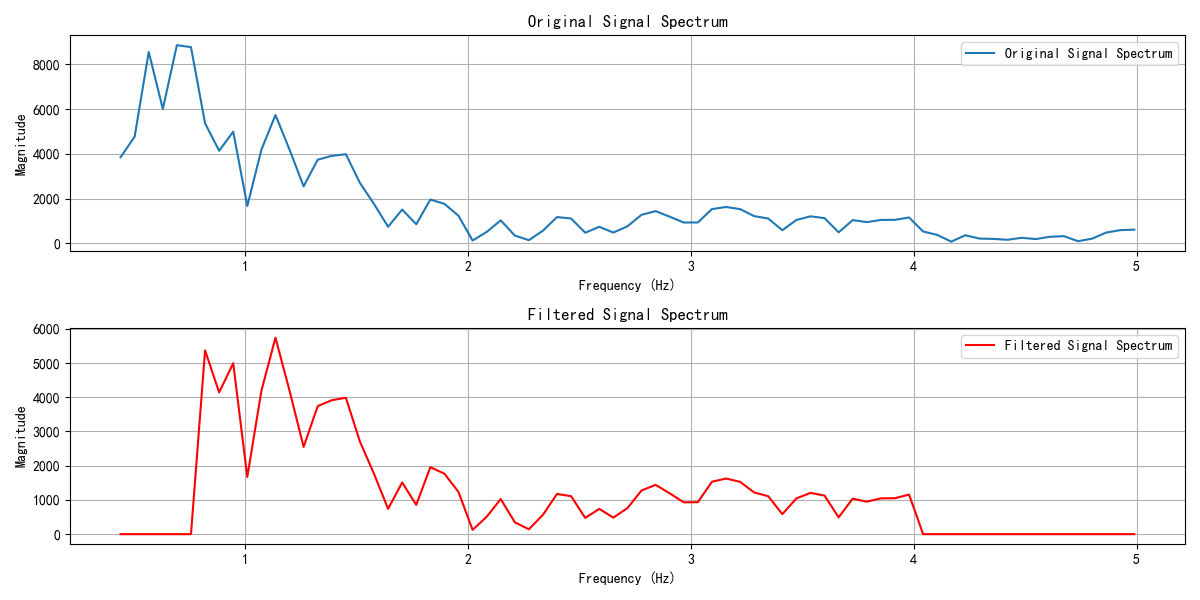 Original Signal Spectrum
Original Signal Spectrum
Magnitude
8000
6000
4000
2000
0
1
2
3
4
5
Frequency (Hz)
Filtered Signal Spectrum
Filtered Signal Spectrum
Magnitude
6000
5000
4000
3000
2000
1000
0
1
2
3
4
5
Frequency (Hz)